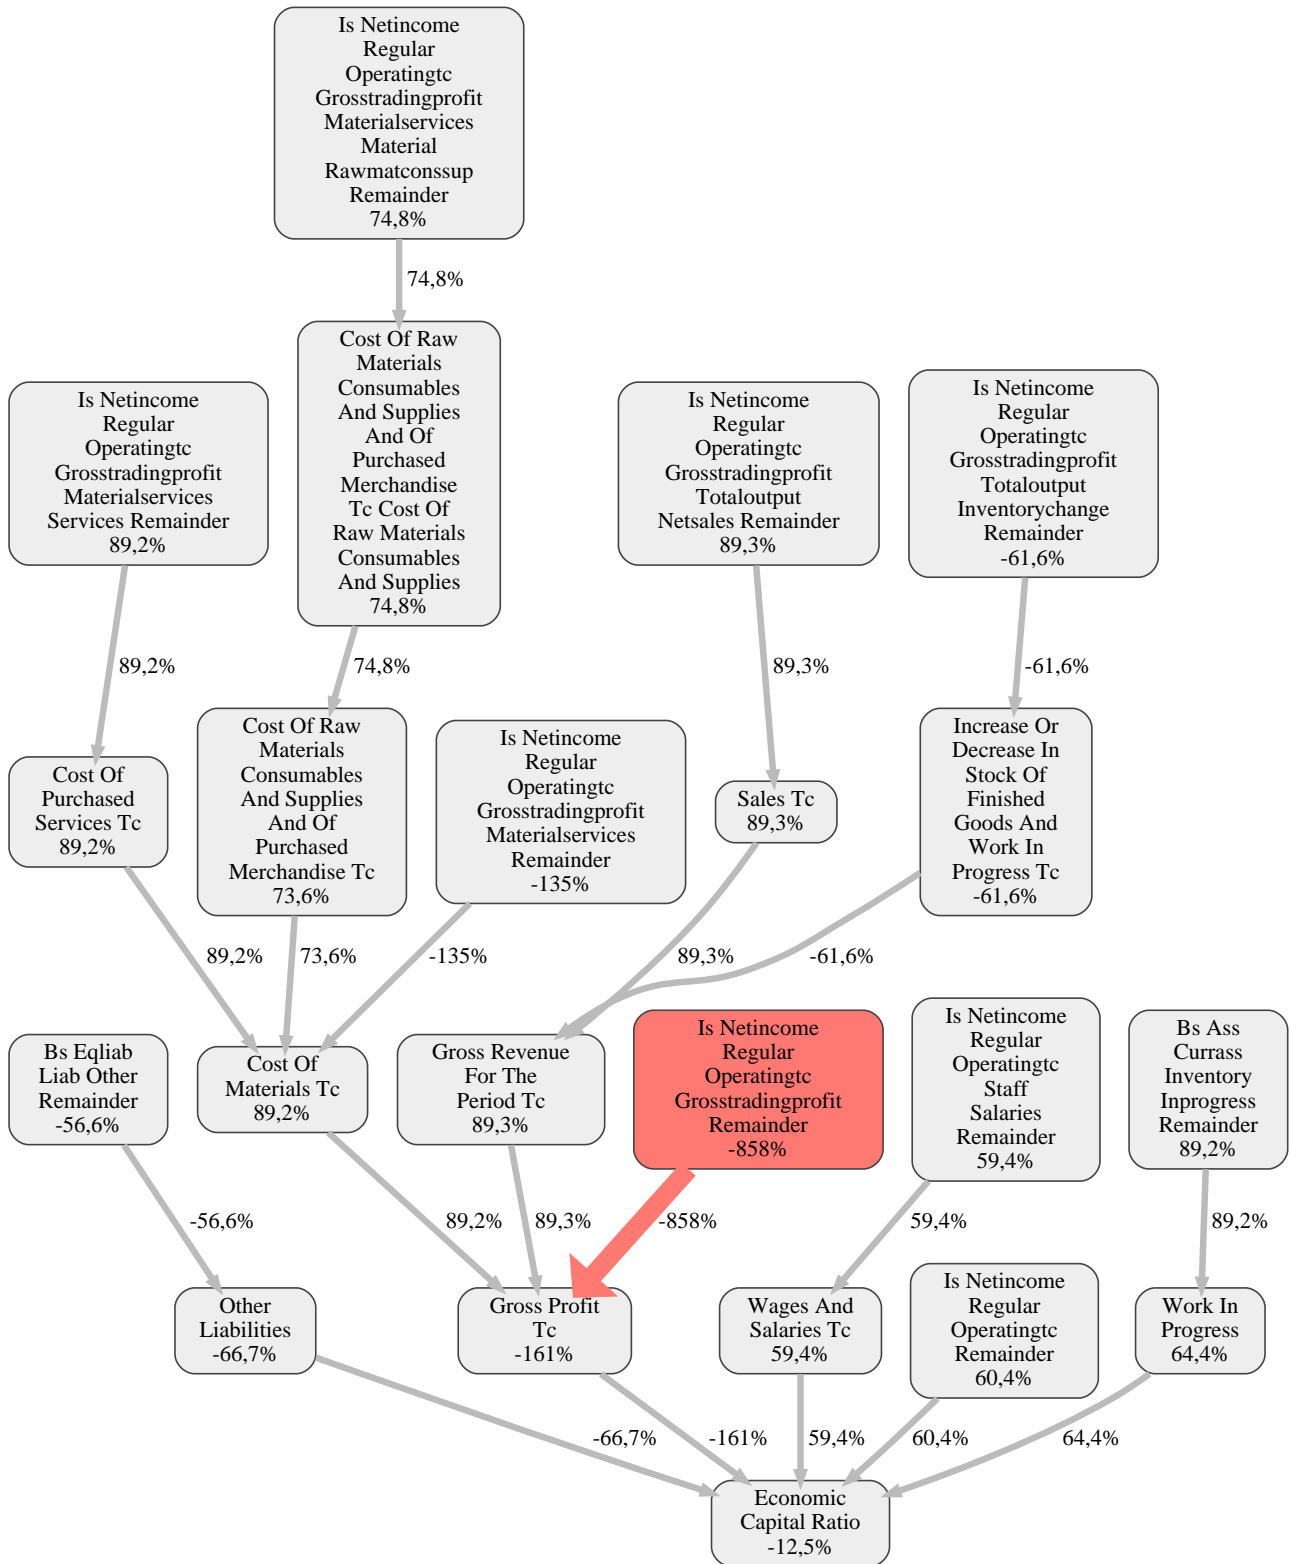 Is Netincome
Regular
Operatingtc
Grosstradingprofit
Materialservices
Material
Rawmatconssup
Remainder
74,8%
74,8%
Cost Of Raw
Materials
Consumables
And Supplies
And Of
Purchased
Merchandise
Tc Cost Of
Raw Materials
Consumables
And Supplies
74,8%
Is Netincome
Regular
Operatingtc
Grosstradingprofit
Materialservices
Services Remainder
89,2%
Is Netincome
Regular
Operatingtc
Grosstradingprofit
Totaloutput
Netsales Remainder
89,3%
Is Netincome
Regular
Operatingtc
Grosstradingprofit
Totaloutput
Inventorychange
Remainder
-61,6%
89,2%
74,8%
89,3%
-61,6%
Cost Of
Purchased
Services Tc
89,2%
Cost Of Raw
Materials
Consumables
And Supplies
And Of
Purchased
Merchandise Tc
73,6%
Is Netincome
Regular
Operatingtc
Grosstradingprofit
Materialservices
Remainder
-135%
Sales Tc
89,3%
Increase Or
Decrease In
Stock Of
Finished
Goods And
Work In
Progress Tc
-61,6%
89,2%
73,6%
-135%
89,3%
-61,6%
Bs Eqliab
Liab Other
Remainder
-56,6%
Cost Of
Materials Tc
89,2%
Gross Revenue
For The
Period Tc
89,3%
Is Netincome
Regular
Operatingtc
Grosstradingprofit
Remainder
-858%
Is Netincome
Regular
Operatingtc
Staff
Salaries
Remainder
59,4%
Bs Ass
Currass
Inventory
Inprogress
Remainder
89,2%
-56,6%
89,2%
89,3%
-858%
59,4%
89,2%
Other
Liabilities
-66,7%
Gross Profit
Tc
-161%
Wages And
Salaries Tc
59,4%
Is Netincome
Regular
Operatingtc
Remainder
60,4%
Work In
Progress
64,4%
-66,7%
-161%
59,4%
60,4%
64,4%
Economic
Capital Ratio
-12,5%